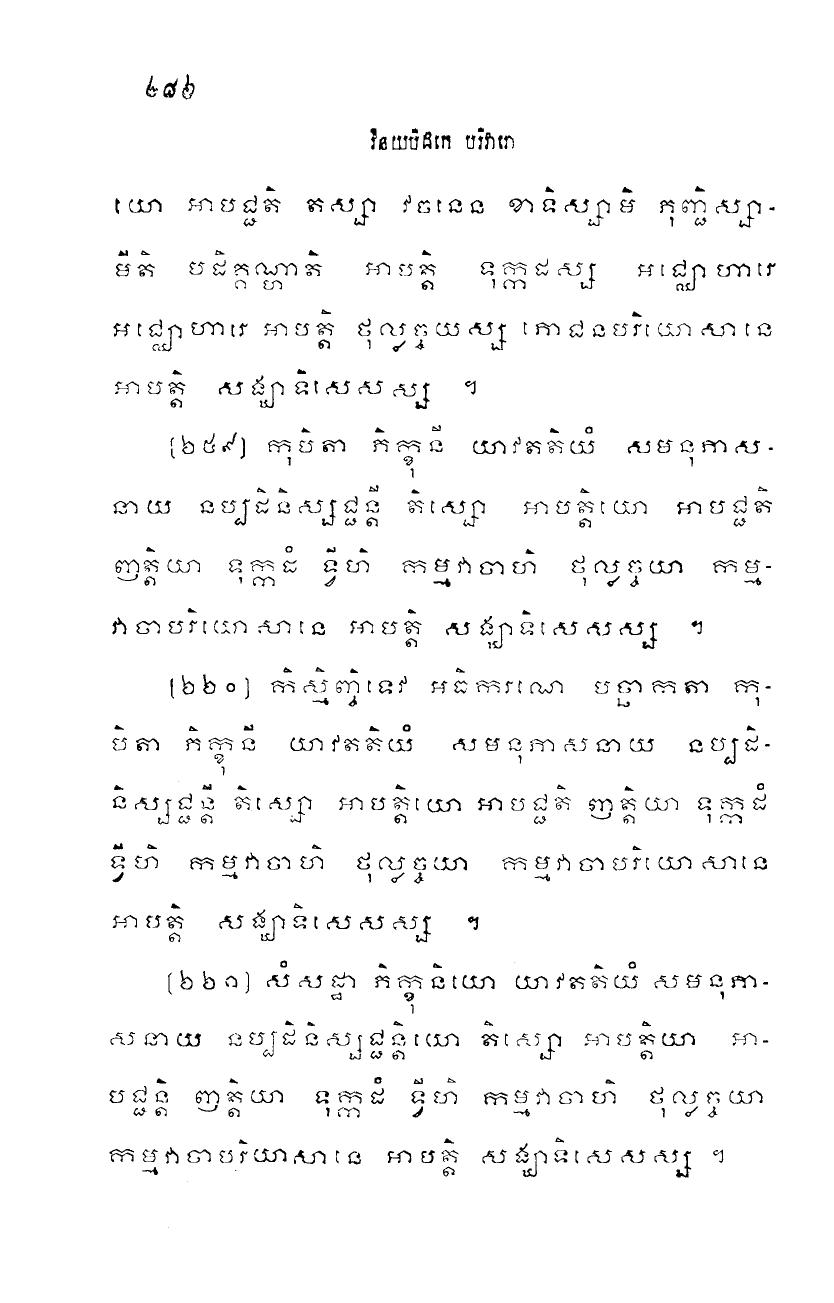 ២៨៦
វិនយបិដកេ បរិវារោ
យោ អាបជ្ជតិ តស្សា វចនេន ខាទិស្សាមិ ភុញ្ជិស្សា-
មីតិ បដិគ្គណ្ហាតិ អាបត្តិ ទុក្កដស្ស អជ្ឈោហារេ
អជ្ឈោហារេ អាបត្តិ ថុល្លច្ចយស្ស ភោជនបរិយោសានេ
អាបត្តិ សង្ឃាទិសេសស្ស ។
[២៥៩] កុបិតា ភិក្ខុនី យាវតតិយំ សមនុភាស-
នាយ នប្បដិនិស្សជ្ជន្តី តិស្សោ អាបត្តិយោ អាបជ្ជតិ
ញត្តិយា ទុក្កដំ ទ្វីហិ កម្មវាចាហិ ថុល្លច្ចយា កម្ម-
វាចាបរិយោសានេ អាបត្តិ សង្ឃាទិសេសស្ស ។
[២៦០] កិស្មិញ្ចិទេវ អធិករណេ បច្ចាកតា កុ-
បិតា ភិក្ខុនី យាវតតិយំ សមនុភាសនាយ នប្បដិ-
និស្សជ្ជន្តី តិស្សោ អាបត្តិយោ អាបជ្ជតិ ញត្តិយា ទុក្កដំ
ទ្វីហិ កម្មវាចាហិ ថុល្លច្ចយា កម្មវាចាបរិយោសានេ
អាបត្តិ សង្ឃាទិសេសស្ស ។
[២៦១] សំសដ្ឋា ភិក្ខុនិយោ យាវតតិយំ សមនុភា-
សនាយ នប្បដិនិស្សជ្ជន្តិយោ តិស្សោ អាបត្តិយោ អា-
បជ្ជន្តិ ញត្តិយា ទុក្កដំ ទ្វីហិ កម្មវាចាហិ ថុល្លច្ចយា
កម្មវាចាបរិយោសានេ អាបត្តិ សង្ឃាទិសេសស្ស ។